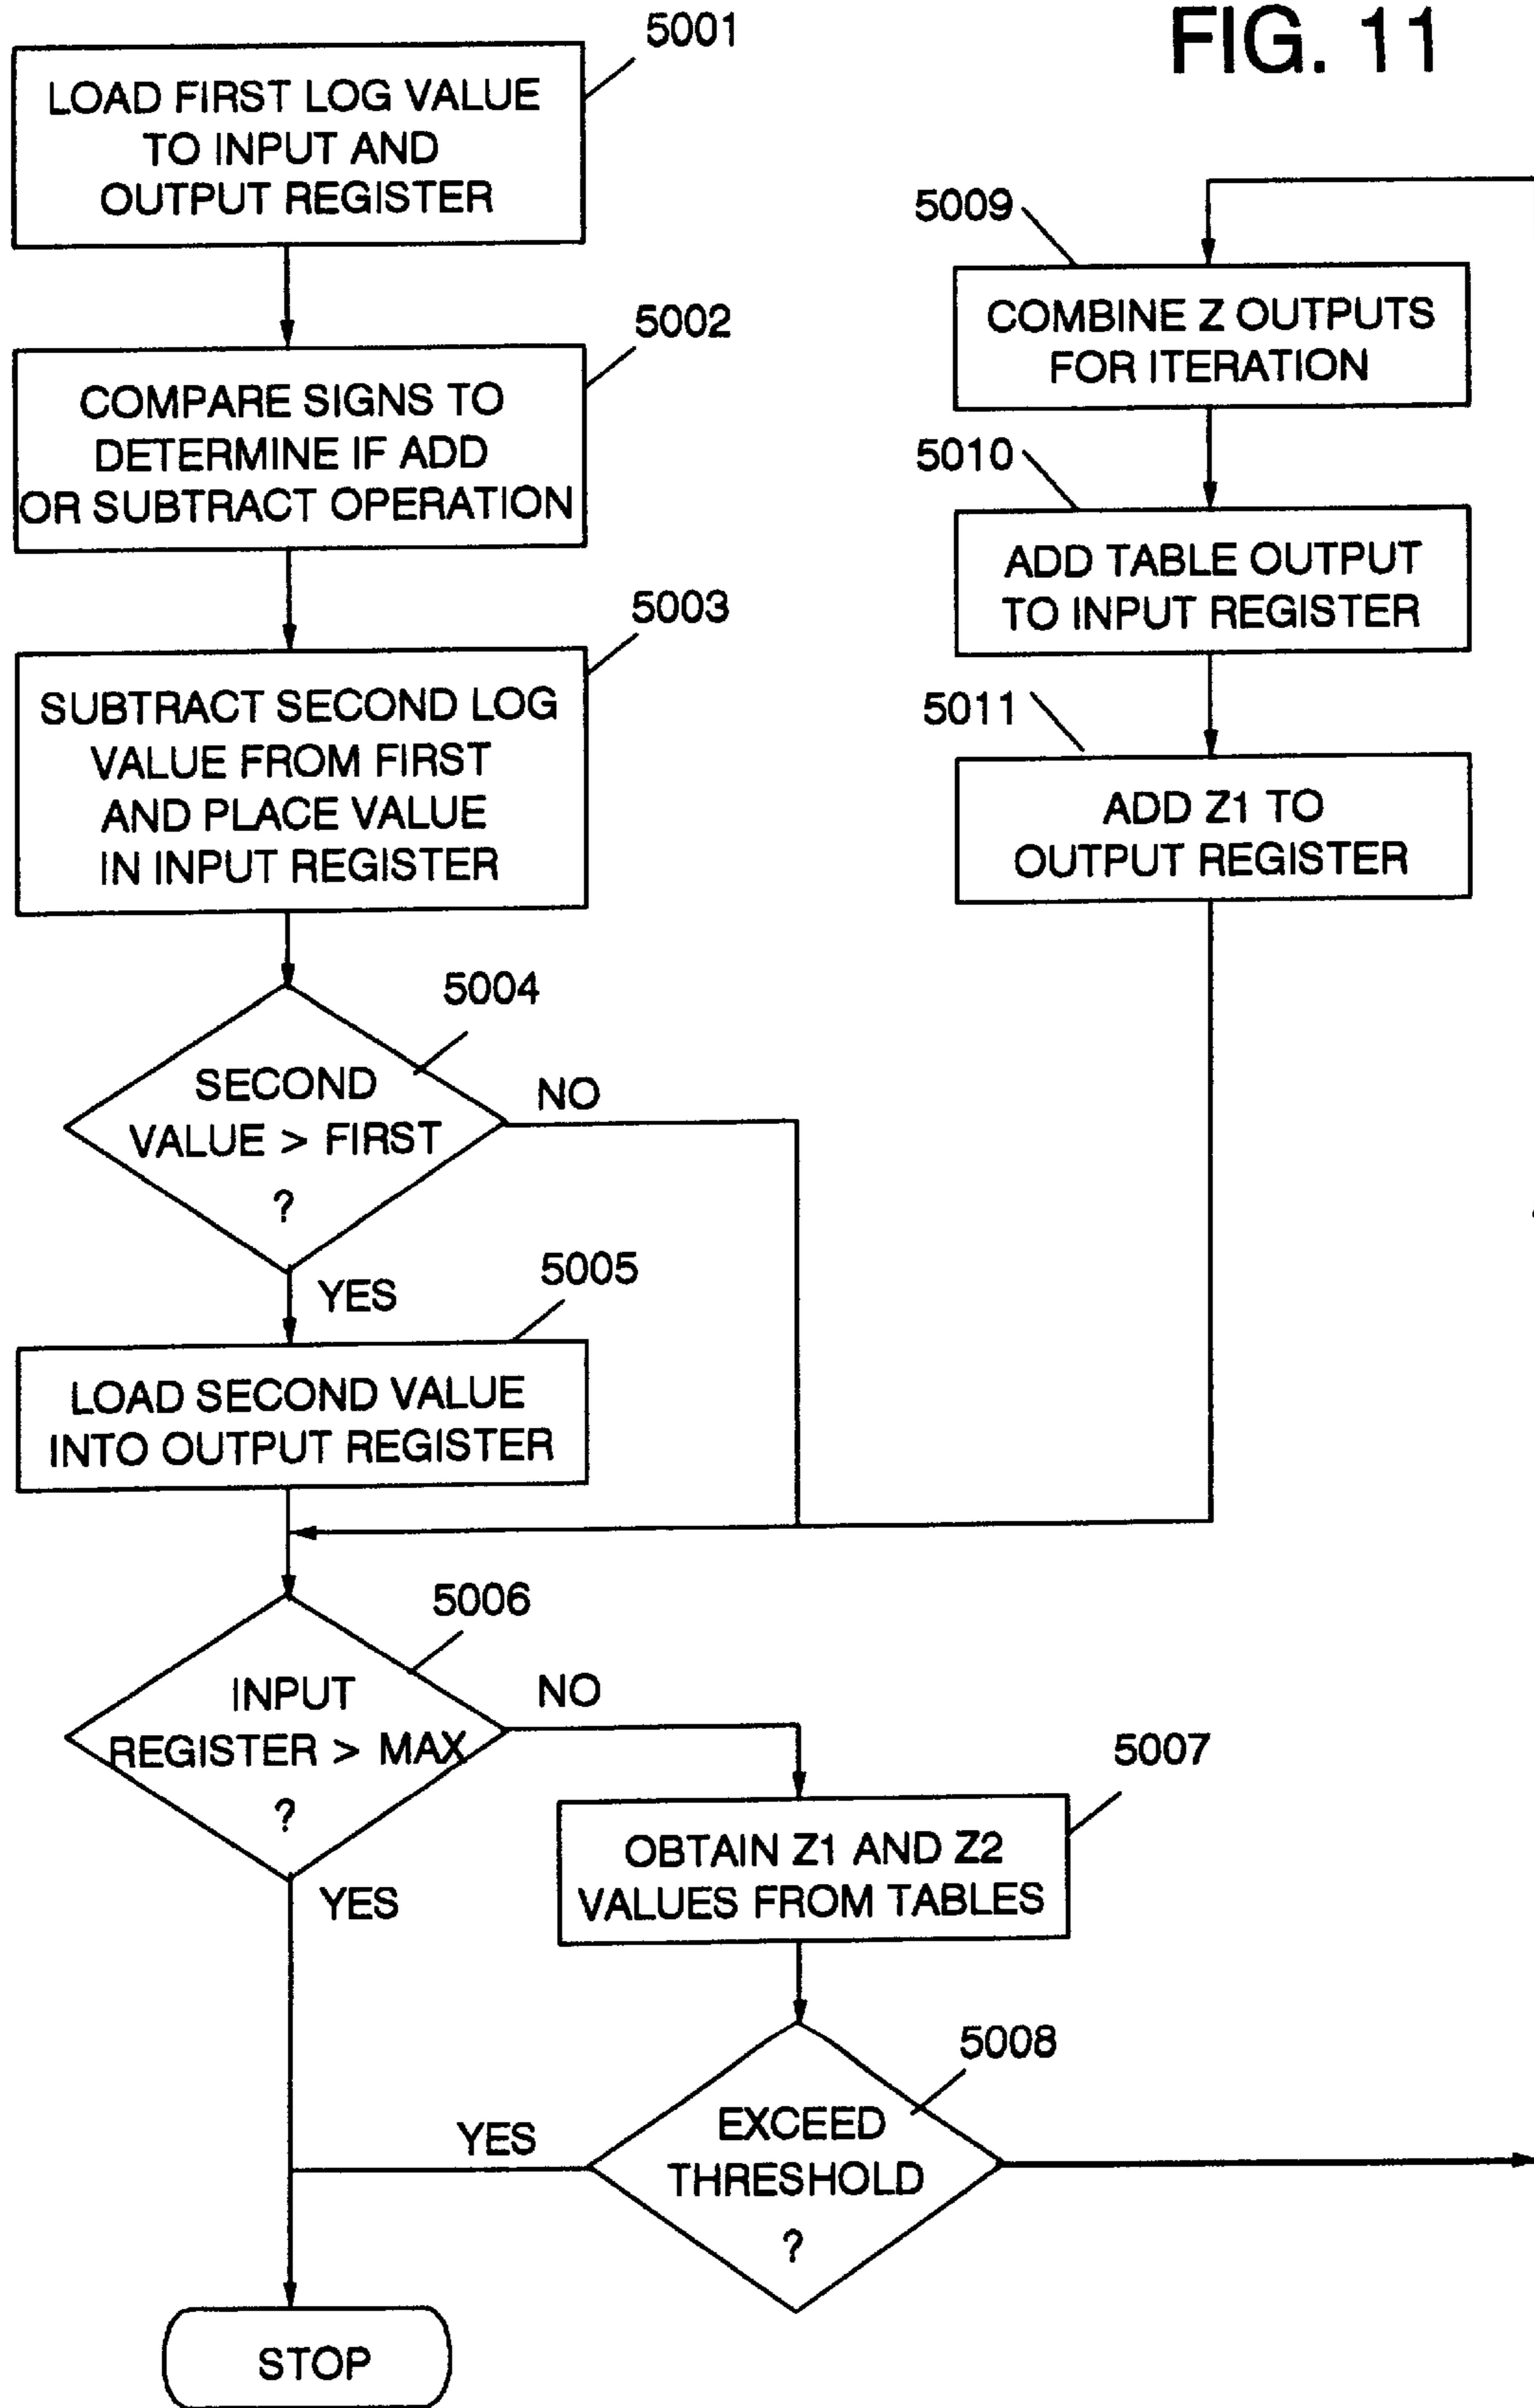 FIG. 11
5001
LOAD FIRST LOG VALUE
TO INPUT AND
OUTPUT REGISTER
5002
COMPARE SIGNS TO
DETERMINE IF ADD
OR SUBTRACT OPERATION
5003
SUBTRACT SECOND LOG
VALUE FROM FIRST
AND PLACE VALUE
IN INPUT REGISTER
5004
SECOND
VALUE > FIRST
?
NO
YES
5005
LOAD SECOND VALUE
INTO OUTPUT REGISTER
5006
INPUT
REGISTER > MAX
?
NO
YES
5007
OBTAIN Z1 AND Z2
VALUES FROM TABLES
5008
EXCEED
THRESHOLD
?
YES
STOP
5009
COMBINE Z OUTPUTS
FOR ITERATION
5010
ADD TABLE OUTPUT
TO INPUT REGISTER
5011
ADD Z1 TO
OUTPUT REGISTER